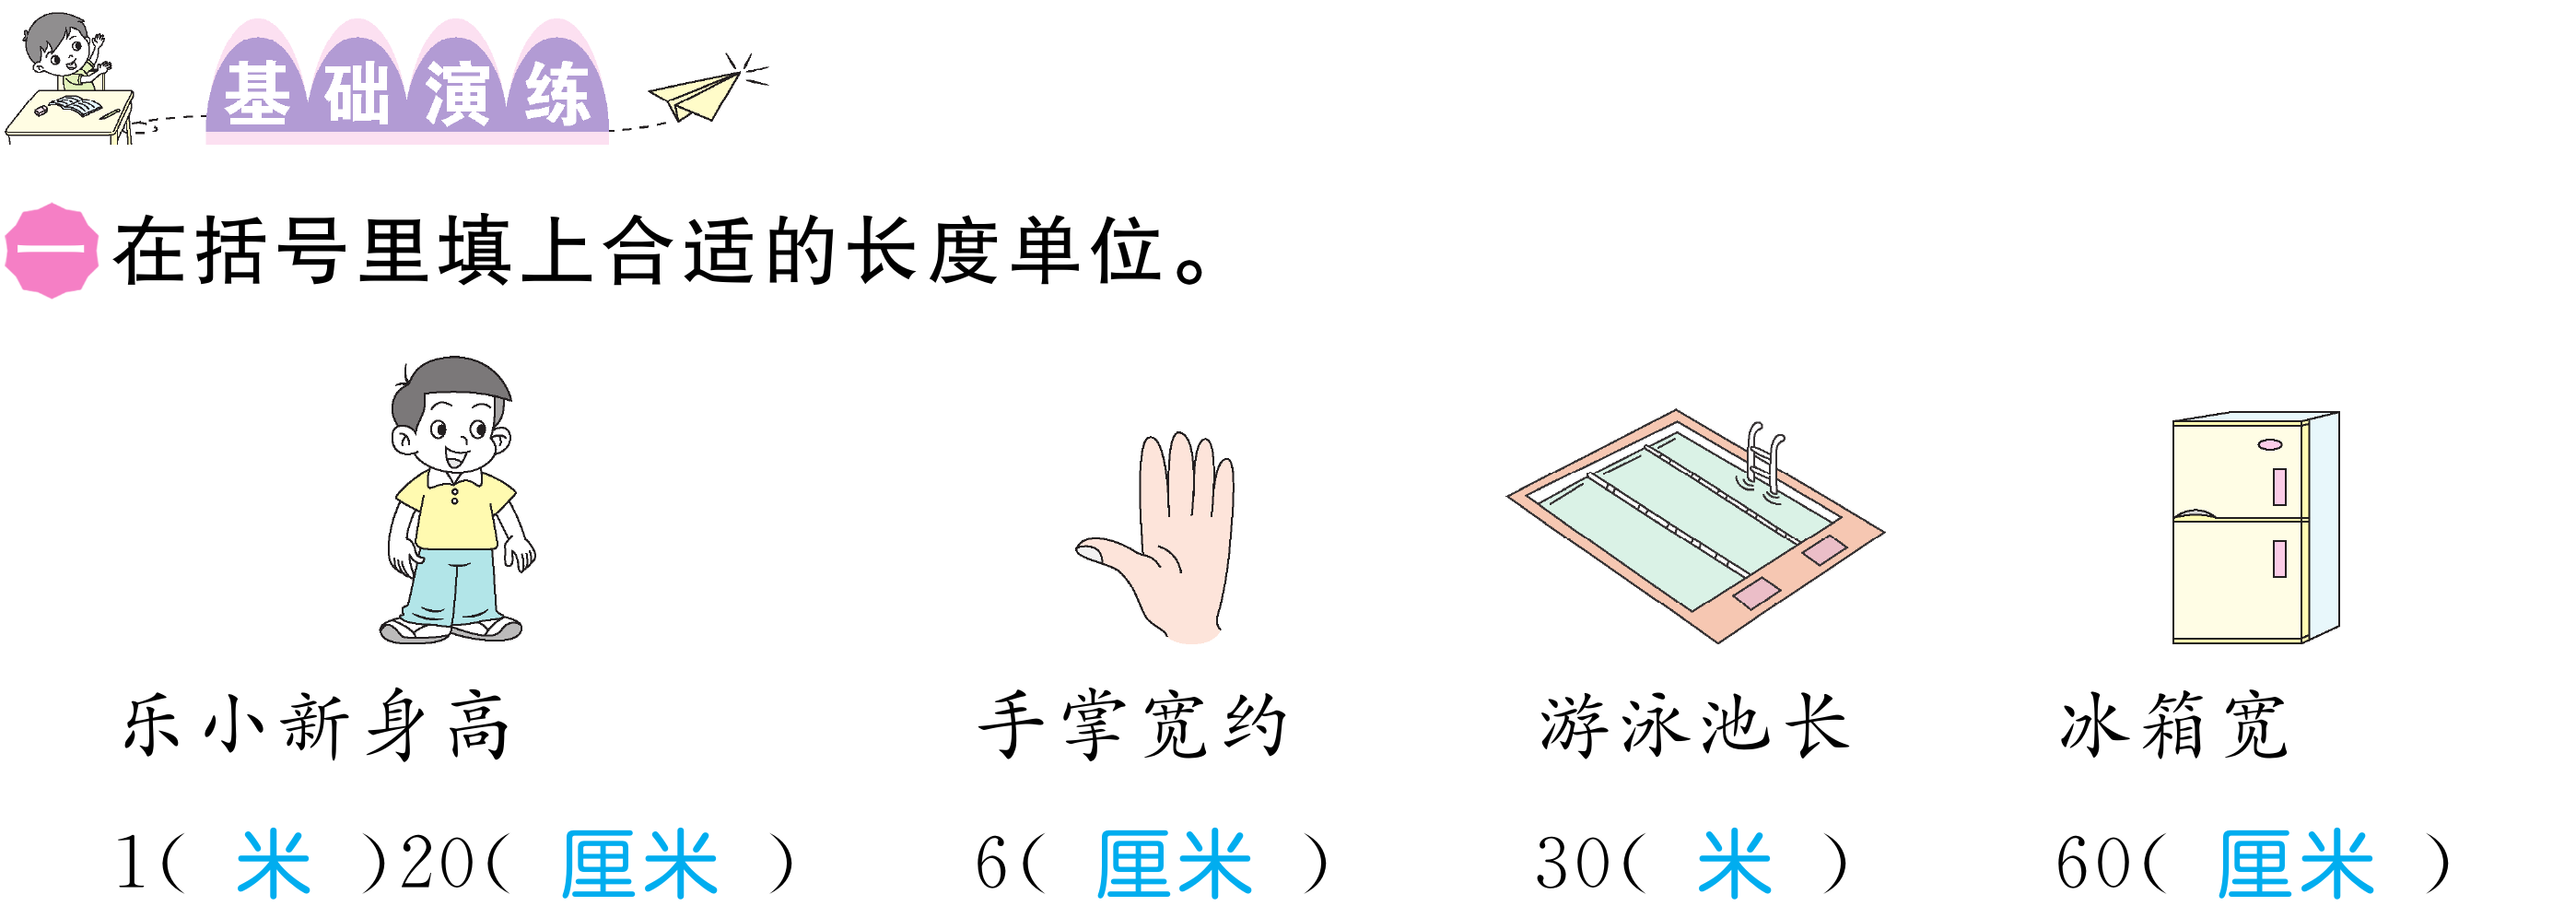 基础演练
一 在括号里填上合适的长度单位。
乐小新身高 手掌宽约 游泳池长 冰箱宽
1( 米 )20( 厘米 ) 6( 厘米 ) 30( 米 ) 60( 厘米 )